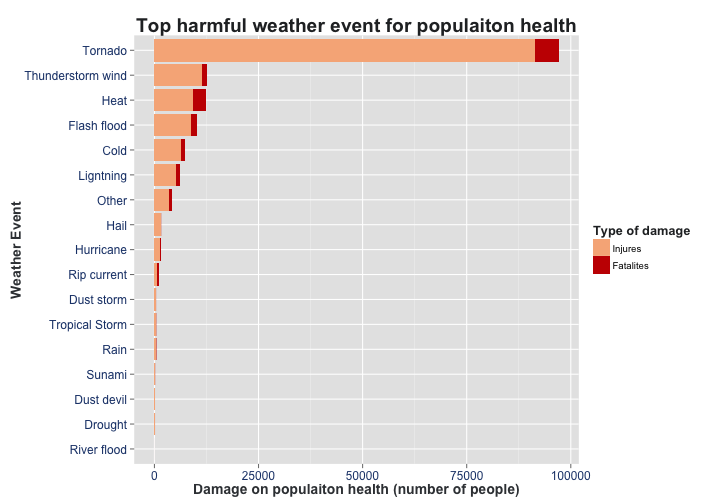 Top harmful weather event for populaiton health
Tornado
Thunderstorm wind
Heat
Flash flood
Cold
Ligntning
Other
Hail
Hurricane
Rip current
Dust storm
Tropical Storm
Rain
Sunami
Dust devil
Drought
River flood
Weather Event
0 25000 50000 75000 100000
Damage on populaiton health (number of people)
Type of damage
Injures
Fatalites